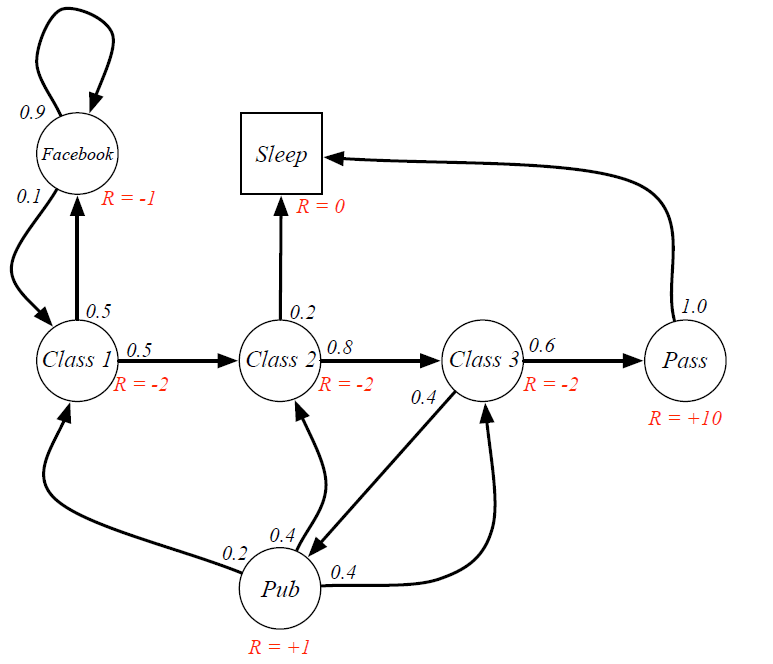 0.9
Facebook
Sleep
0.1
R = -1
R = 0
0.5
0.2
1.0
Class 1
0.5
R = -2
Class 2
0.8
R = -2
Class 3
0.6
R = -2
Pass
R = +10
0.4
0.4
0.2
0.4
Pub
R = +1